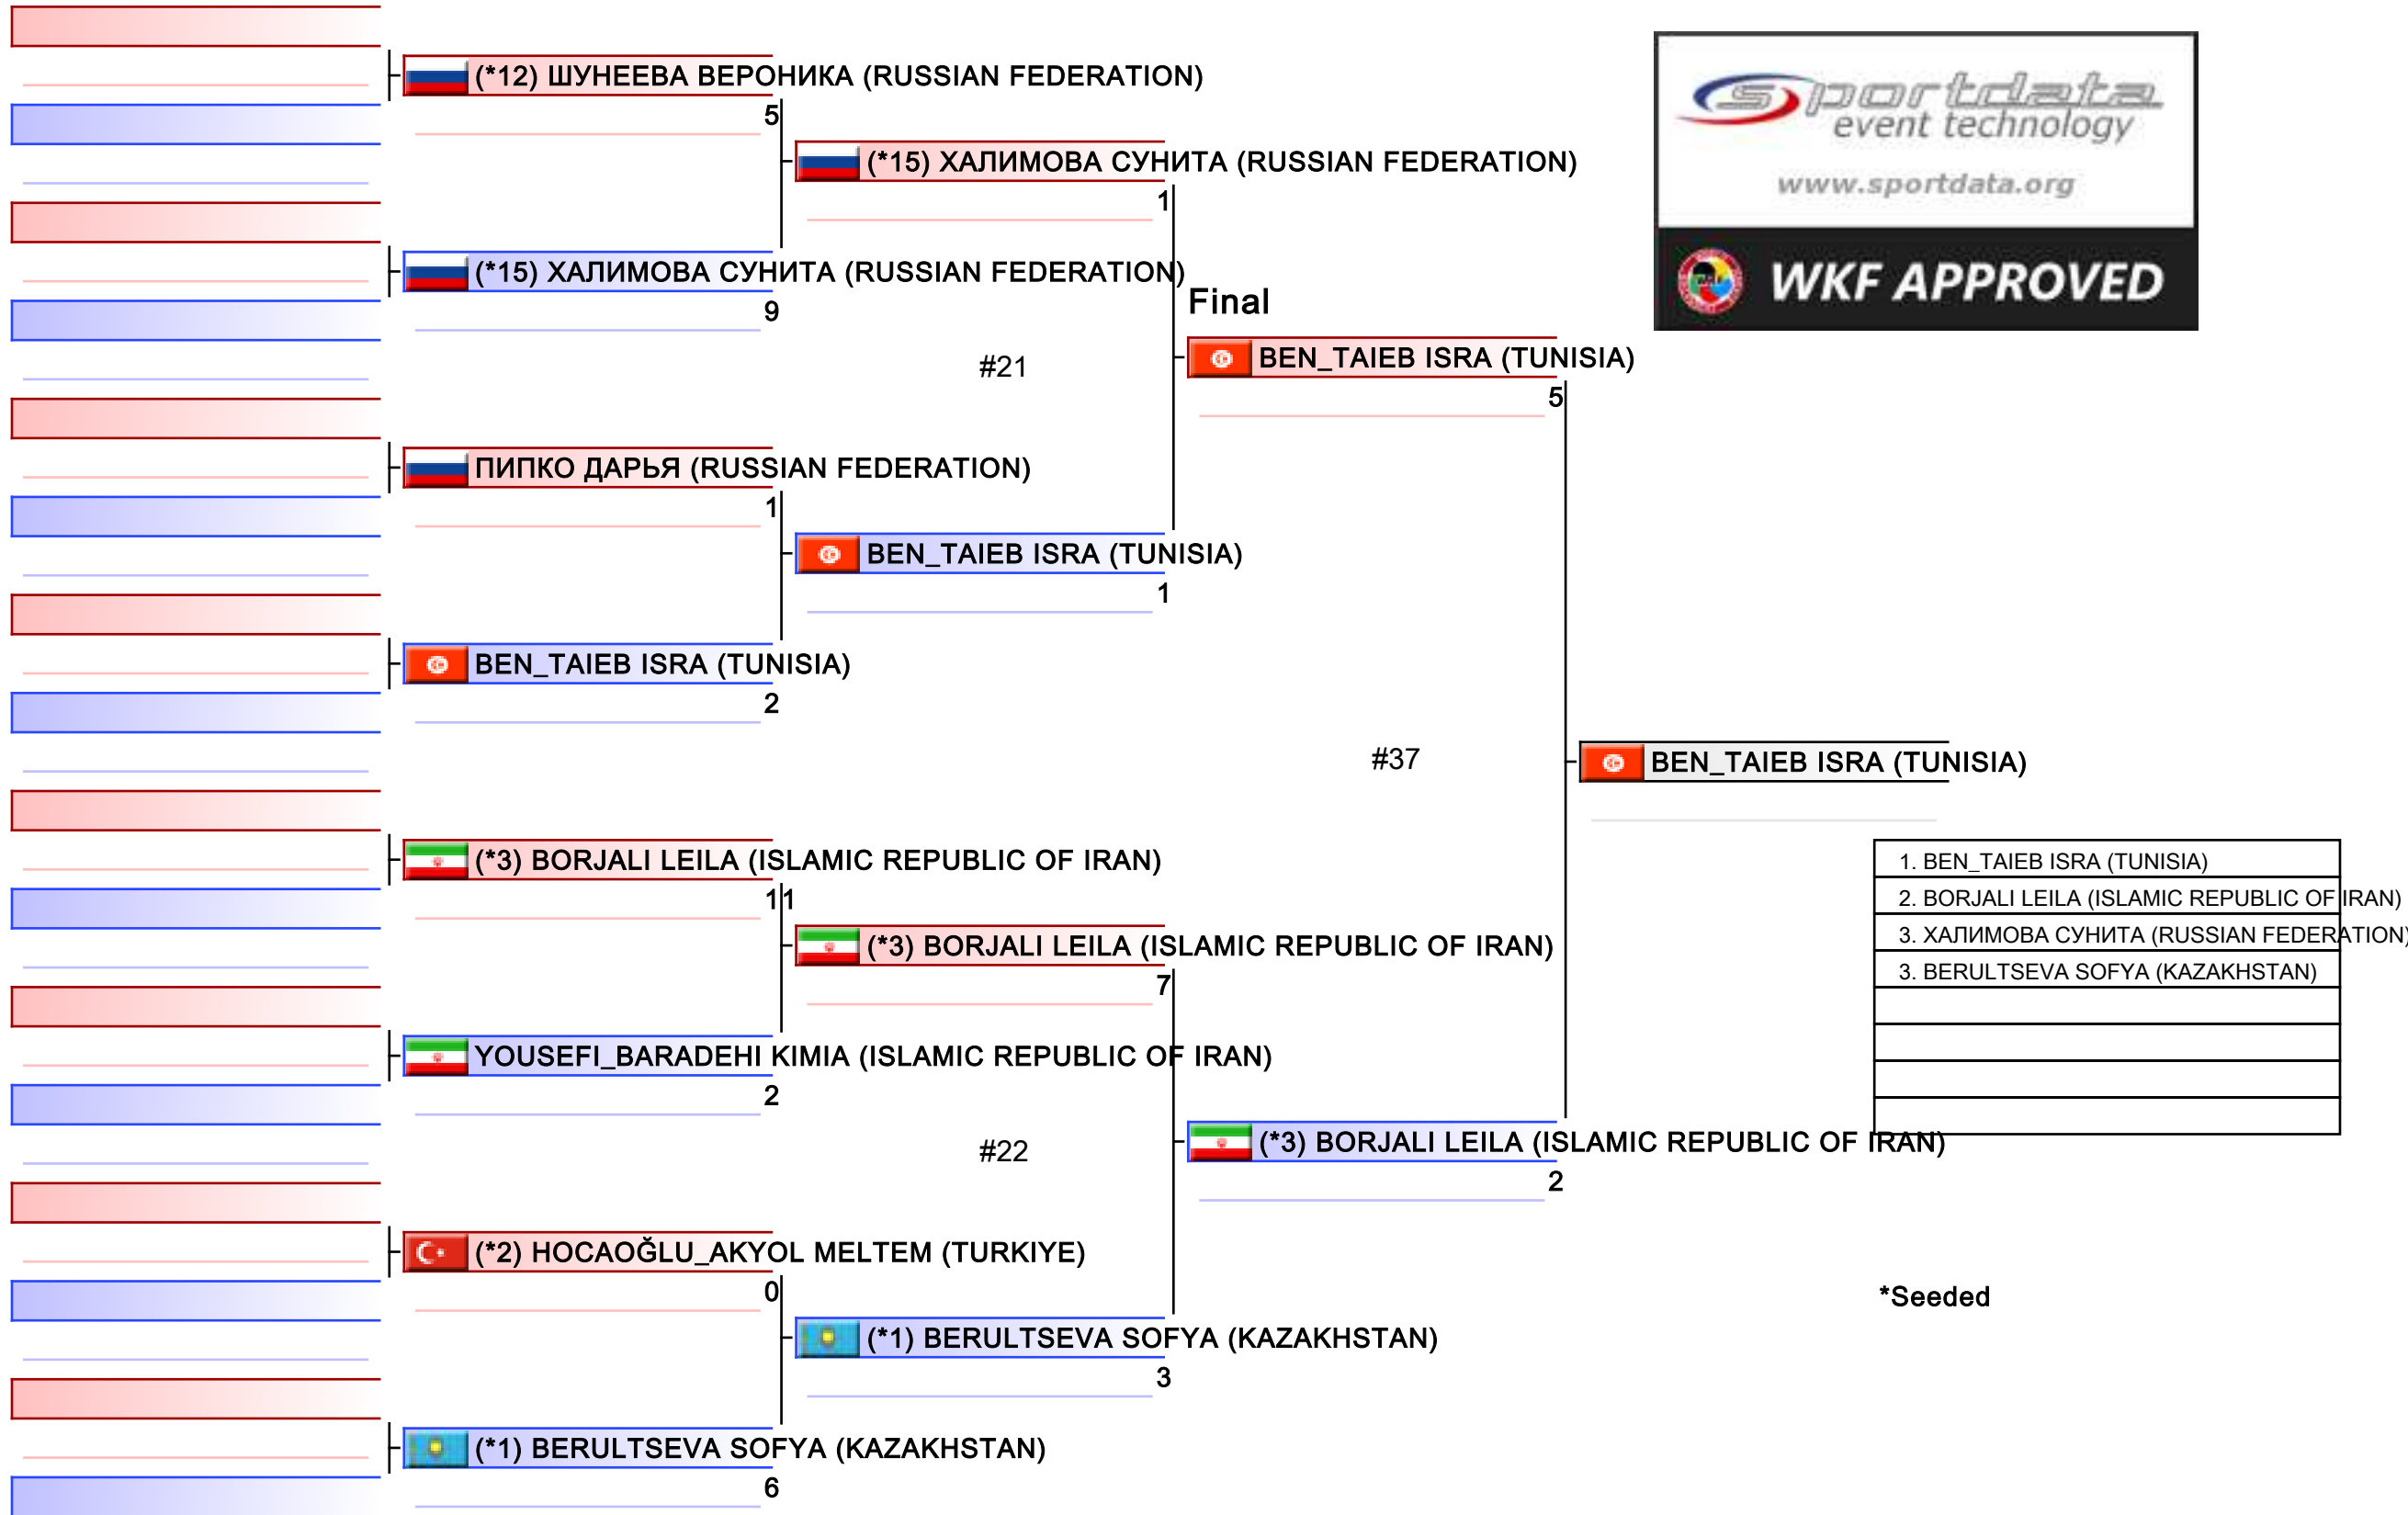 (*12) ШУНЕЕВА ВЕРОНИКА (RUSSIAN FEDERATION)
5
(*15) ХАЛИМОВА СУНИТА (RUSSIAN FEDERATION)
1
(*15) ХАЛИМОВА СУНИТА (RUSSIAN FEDERATION)
9
sportdata
event technology
www.sportdata.org
WKF APPROVED
Final
#21
BEN_TAIEB ISRA (TUNISIA)
5
ПИПКО ДАРЬЯ (RUSSIAN FEDERATION)
1
BEN_TAIEB ISRA (TUNISIA)
1
BEN_TAIEB ISRA (TUNISIA)
2
#37
BEN_TAIEB ISRA (TUNISIA)
(*3) BORJALI LEILA (ISLAMIC REPUBLIC OF IRAN)
11
(*3) BORJALI LEILA (ISLAMIC REPUBLIC OF IRAN)
7
1. BEN_TAIEB ISRA (TUNISIA)
2. BORJALI LEILA (ISLAMIC REPUBLIC OF IRAN)
3. ХАЛИМОВА СУНИТА (RUSSIAN FEDERATION)
3. BERULTSEVA SOFYA (KAZAKHSTAN)
YOUSEFI_BARADEHI KIMIA (ISLAMIC REPUBLIC OF IRAN)
2
#22
(*3) BORJALI LEILA (ISLAMIC REPUBLIC OF IRAN)
2
(*2) HOCAOĞLU_AKYOL MELTEM (TURKIYE)
0
(*1) BERULTSEVA SOFYA (KAZAKHSTAN)
3
*Seeded
(*1) BERULTSEVA SOFYA (KAZAKHSTAN)
6